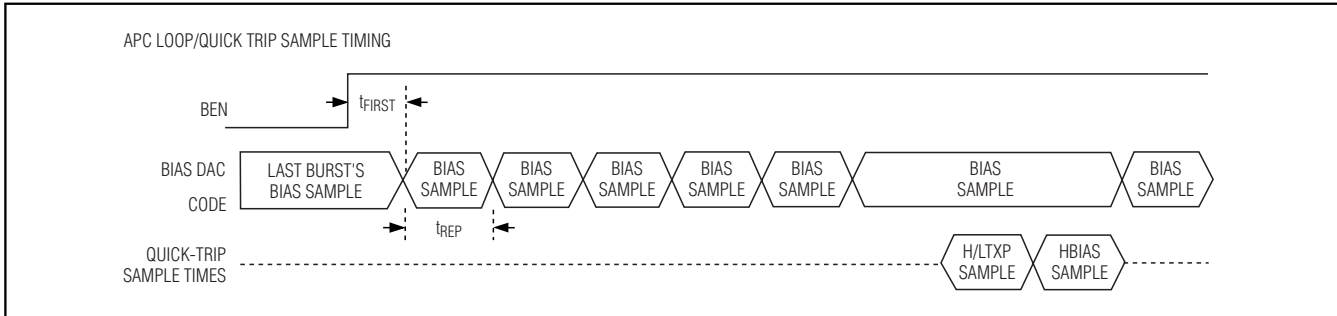 APC LOOP/QUICK TRIP SAMPLE TIMING
BEN
tFIRST
BIAS DAC
CODE
LAST BURST'S
BIAS SAMPLE
BIAS
SAMPLE
BIAS
SAMPLE
BIAS
SAMPLE
BIAS
SAMPLE
BIAS
SAMPLE
BIAS
SAMPLE
BIAS
SAMPLE
tREP
QUICK-TRIP
SAMPLE TIMES
H/LTXP
SAMPLE
HBIAS
SAMPLE